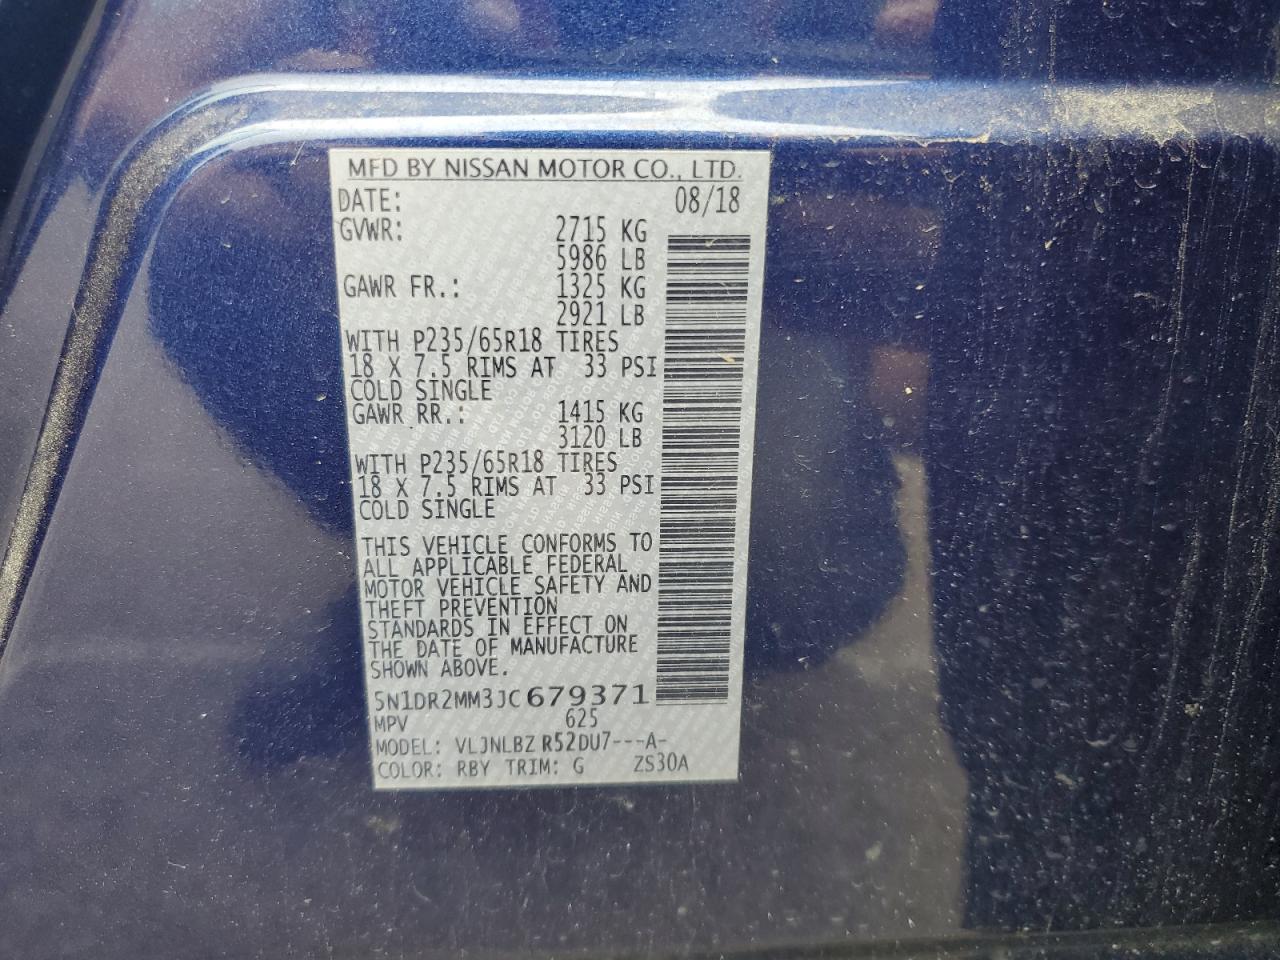 MFD BY NISSAN MOTOR CO., LTD.
DATE: 08/18
GVWR: 2715 KG
5986 LB
GAWR FR.: 1325 KG
2921 LB
WITH P235/65R18 TIRES
18 X 7.5 RIMS AT 33 PSI
COLD SINGLE
GAWR RR.: 1415 KG
3120 LB
WITH P235/65R18 TIRES
18 X 7.5 RIMS AT 33 PSI
COLD SINGLE
THIS VEHICLE CONFORMS TO
ALL APPLICABLE FEDERAL
MOTOR VEHICLE SAFETY AND
THEFT PREVENTION
STANDARDS IN EFFECT ON
THE DATE OF MANUFACTURE
SHOWN ABOVE.
5N1DR2MM3JC679371
MPV 625
MODEL: VLJNLBZ R52DU7---A-
COLOR: RBY TRIM: G ZS30A